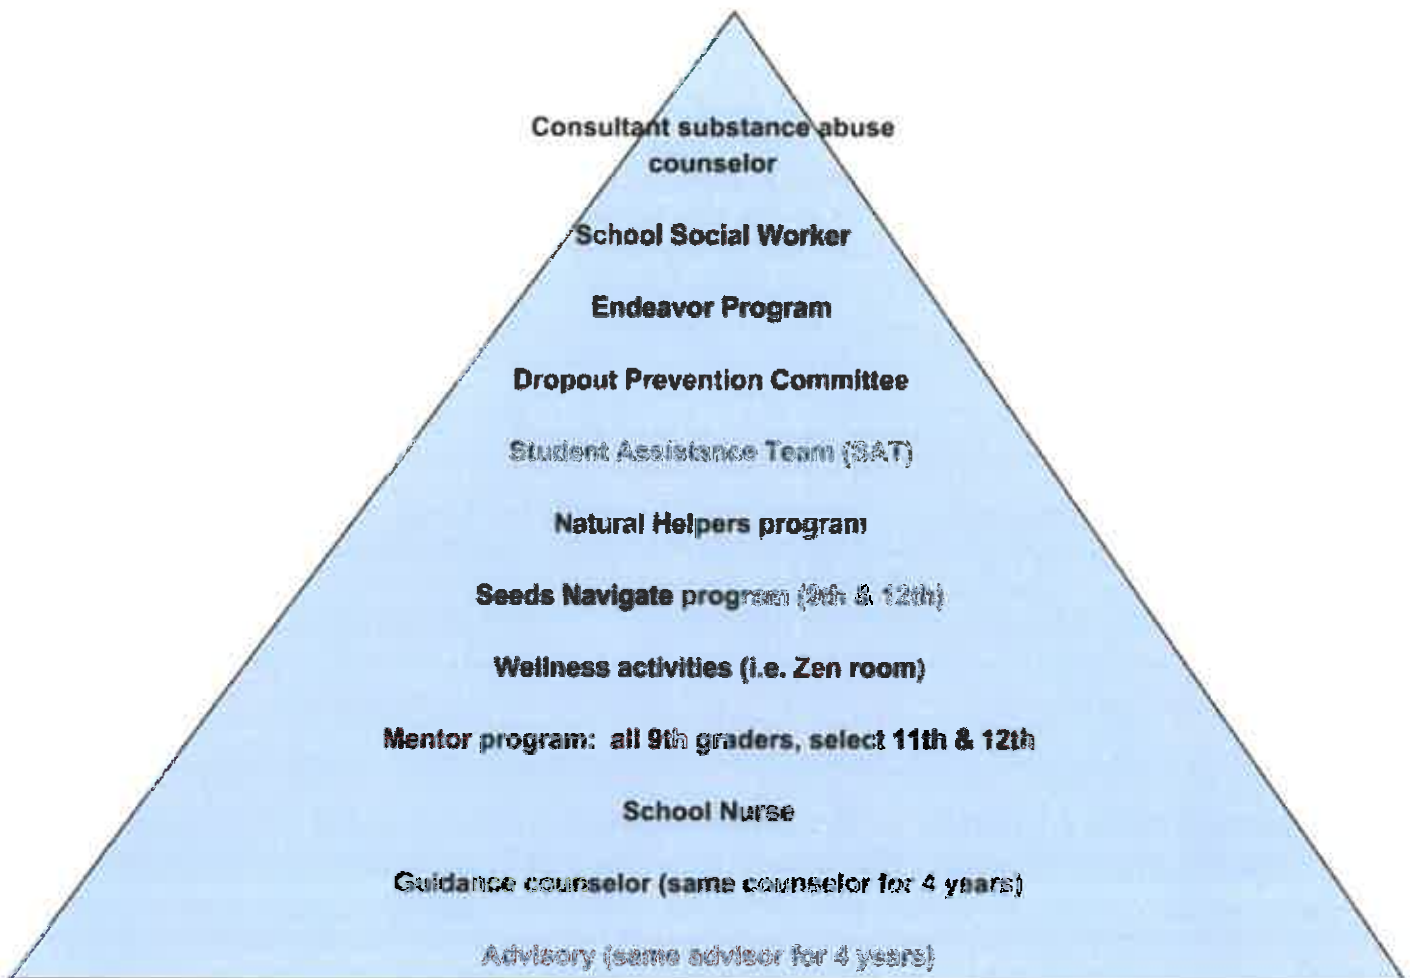 Consultant substance abuse
counselor
School Social Worker
Endeavor Program
Dropout Prevention Committee
Student Assistance Team (SAT)
Natural Helpers program
Seeds Navigate program (9th & 12th)
Wellness activities (i.e. Zen room)
Mentor program: all 9th graders, select 11th & 12th
School Nurse
Guidance counselor (same counselor for 4 years)
Advisory (same advisor for 4 years)